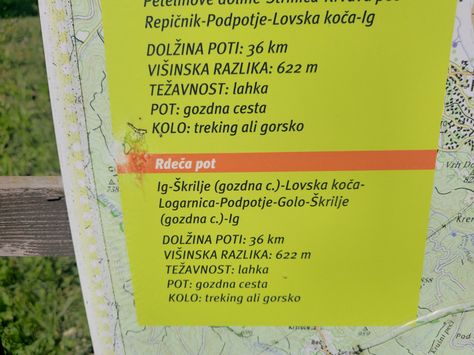 Repičnik-Podpotje-Lovska koča-Ig
DOLŽINA POTI: 36 km
VIŠINSKA RAZLIKA: 622 m
TEŽAVNOST: lahka
POT: gozdna cesta
KOLO: treking ali gorsko
Rdeča pot
Ig-Škrilje (gozdna c.)-Lovska koča-
Logarnica-Podpotje-Golo-Škrilje
(gozdna c.)-Ig
DOLŽINA POTI: 36 km
VIŠINSKA RAZLIKA: 622 m
TEŽAVNOST: lahka
POT: gozdna cesta
KOLO: treking ali gorsko